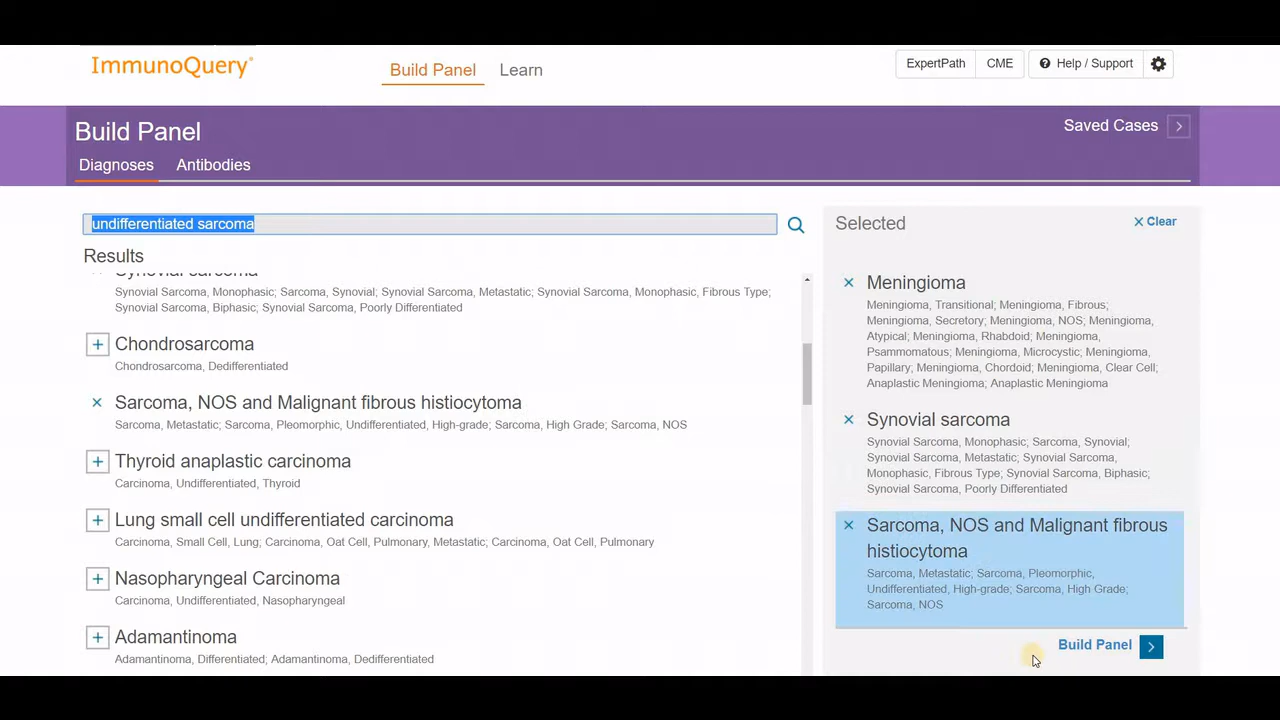 ImmunoQuery®
Build Panel
Learn
ExpertPath
CME
Help / Support
Build Panel
Saved Cases
Diagnoses
Antibodies
undifferentiated sarcoma
Results
Synovial sarcoma
Synovial Sarcoma, Monophasic; Sarcoma, Synovial; Synovial Sarcoma, Metastatic; Synovial Sarcoma, Monophasic, Fibrous Type;
Synovial Sarcoma, Biphasic; Synovial Sarcoma, Poorly Differentiated
Chondrosarcoma
Chondrosarcoma, Dedifferentiated
Sarcoma, NOS and Malignant fibrous histiocytoma
Sarcoma, Metastatic; Sarcoma, Pleomorphic, Undifferentiated, High-grade; Sarcoma, High Grade; Sarcoma, NOS
Thyroid anaplastic carcinoma
Carcinoma, Undifferentiated, Thyroid
Lung small cell undifferentiated carcinoma
Carcinoma, Small Cell, Lung; Carcinoma, Oat Cell, Pulmonary, Metastatic; Carcinoma, Oat Cell, Pulmonary
Nasopharyngeal Carcinoma
Carcinoma, Undifferentiated, Nasopharyngeal
Adamantinoma
Adamantinoma, Differentiated; Adamantinoma, Dedifferentiated
Selected
Clear
Meningioma
Meningioma, Transitional; Meningioma, Fibrous;
Meningioma, Secretory; Meningioma, NOS; Meningioma,
Atypical; Meningioma, Rhabdoid; Meningioma,
Psammomatous; Meningioma, Microcystic; Meningioma,
Papillary; Meningioma, Chordoid; Meningioma, Clear Cell;
Anaplastic Meningioma; Anaplastic Meningioma
Synovial sarcoma
Synovial Sarcoma, Monophasic; Sarcoma, Synovial;
Synovial Sarcoma, Metastatic; Synovial Sarcoma,
Monophasic, Fibrous Type; Synovial Sarcoma, Biphasic;
Synovial Sarcoma, Poorly Differentiated
Sarcoma, NOS and Malignant fibrous
histiocytoma
Sarcoma, Metastatic; Sarcoma, Pleomorphic,
Undifferentiated, High-grade; Sarcoma, High Grade;
Sarcoma, NOS
Build Panel